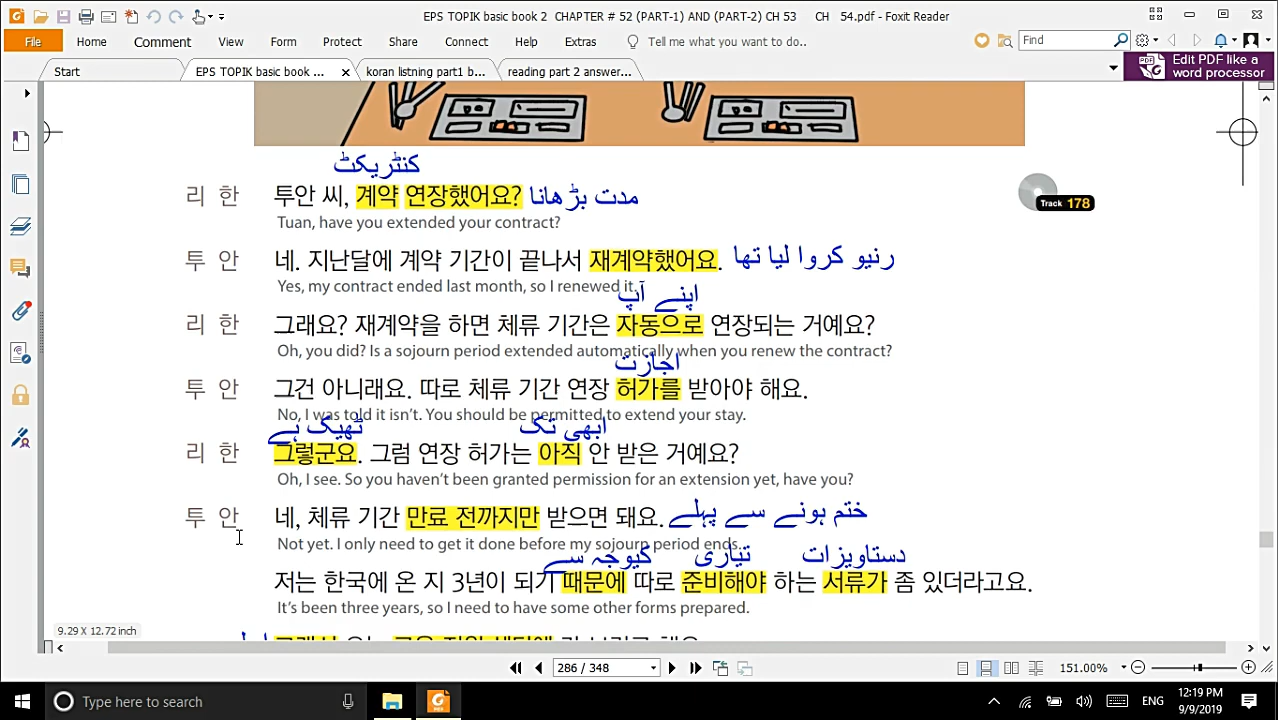 EPS TOPIK basic book 2 CHAPTER # 52 (PART-1) AND (PART-2) CH 53 CH 54.pdf - Foxit Reader
File Home Comment View Form Protect Share Connect Help Extras Tell me what you want to do.. Find
Start EPS TOPIK basic book ... koran listning part1 b... reading part 2 answer... Edit PDF like a word processor
کنٹریکٹ
리 한 투안 씨, 계약 연장했어요? مدت بڑھانا
Track 178
Tuan, have you extended your contract?
투 안 네. 지난달에 계약 기간이 끝나서 재계약했어요. رنیو کروا لیا تھا
Yes, my contract ended last month, so I renewed it.
اپنے آپ
리 한 그래요? 재계약을 하면 체류 기간은 자동으로 연장되는 거예요?
Oh, you did? Is a sojourn period extended automatically when you renew the contract?
اجازت
투 안 그건 아니래요. 따로 체류 기간 연장 허가를 받아야 해요.
No, I was told it isn't. You should be permitted to extend your stay.
ٹھیک ہے ابھی تک
리 한 그렇군요. 그럼 연장 허가는 아직 안 받은 거예요?
Oh, I see. So you haven't been granted permission for an extension yet, have you?
투 안 네, 체류 기간 만료 전까지만 받으면 돼요. ختم ہونے سے پہلے
Not yet. I only need to get it done before my sojourn period ends.
کیوجہ سے تیاری دستاویزات
저는 한국에 온 지 3년이 되기 때문에 따로 준비해야 하는 서류가 좀 있더라고요.
It's been three years, so I need to have some other forms prepared.
9.29 X 12.72 inch
286 / 348 151.00%
Type here to search ENG 12:19 PM
9/9/2019